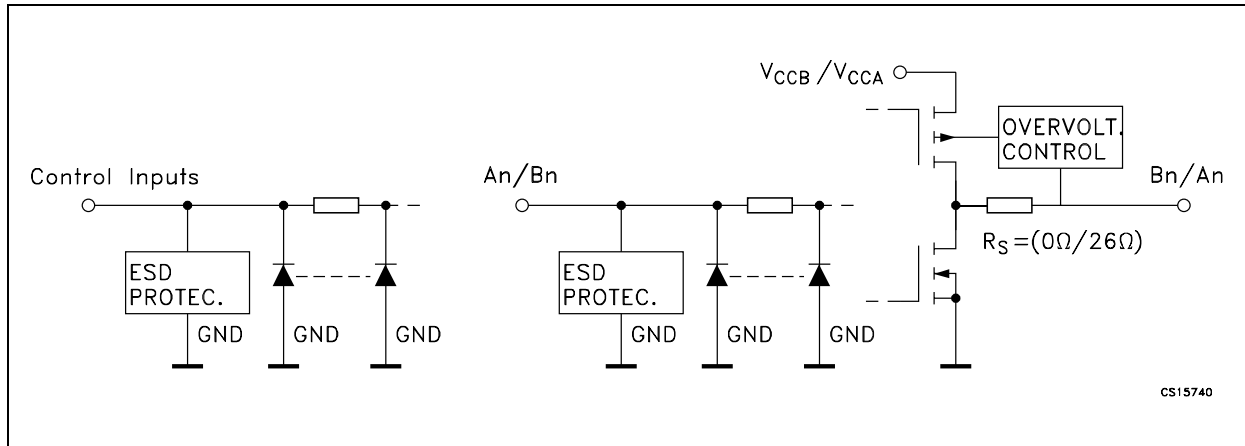 V_CCB/V_CCA
OVERVOLT.
CONTROL
Control Inputs
An/Bn
Bn/An
R_S=(0Ω/26Ω)
ESD
PROTEC.
GND
GND
GND
ESD
PROTEC.
GND
GND
GND
CS15740